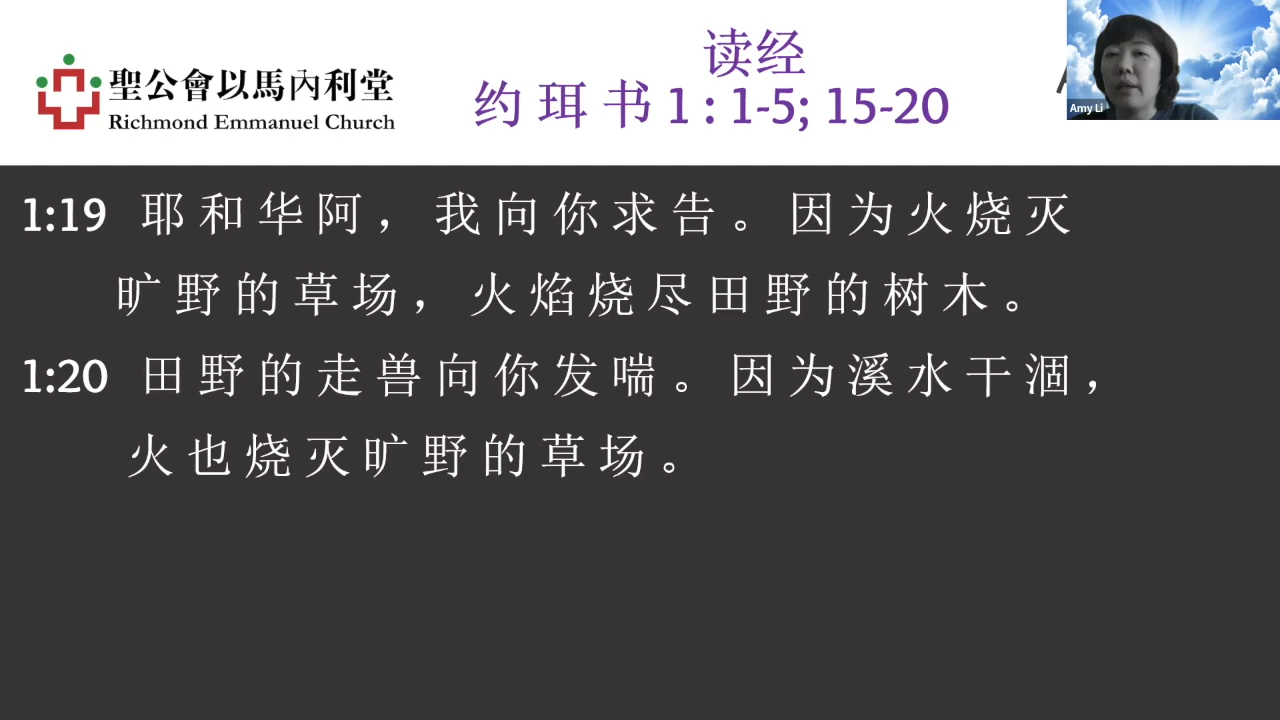 聖公會以馬內利堂
Richmond Emmanuel Church
读经
约珥书1:1-5; 15-20
Amy Li
1:19 耶和华阿，我向你求告。因为火烧灭
旷野的草场，火焰烧尽田野的树木。
1:20 田野的走兽向你发喘。因为溪水干涸，
火也烧灭旷野的草场。